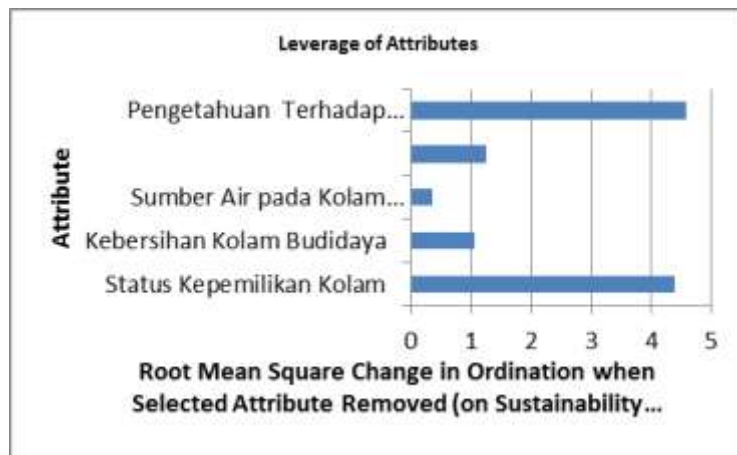 Leverage of Attributes
Attribute
Pengetahuan Terhadap...
Sumber Air pada Kolam...
Kebersihan Kolam Budidaya
Status Kepemilikan Kolam
0 1 2 3 4 5
Root Mean Square Change in Ordination when
Selected Attribute Removed (on Sustainability...